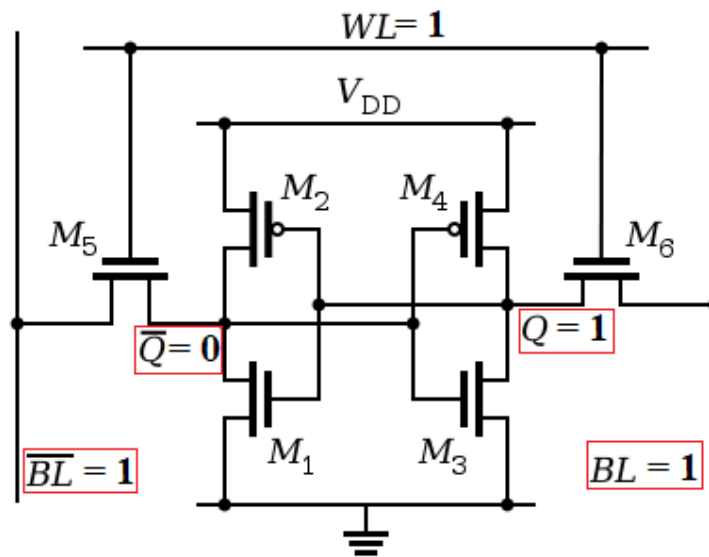 WL= 1
V_DD
M_2
M_4
M_5
M_6
Q̅= 0
Q = 1
M_1
M_3
B̅L̅ = 1
BL = 1